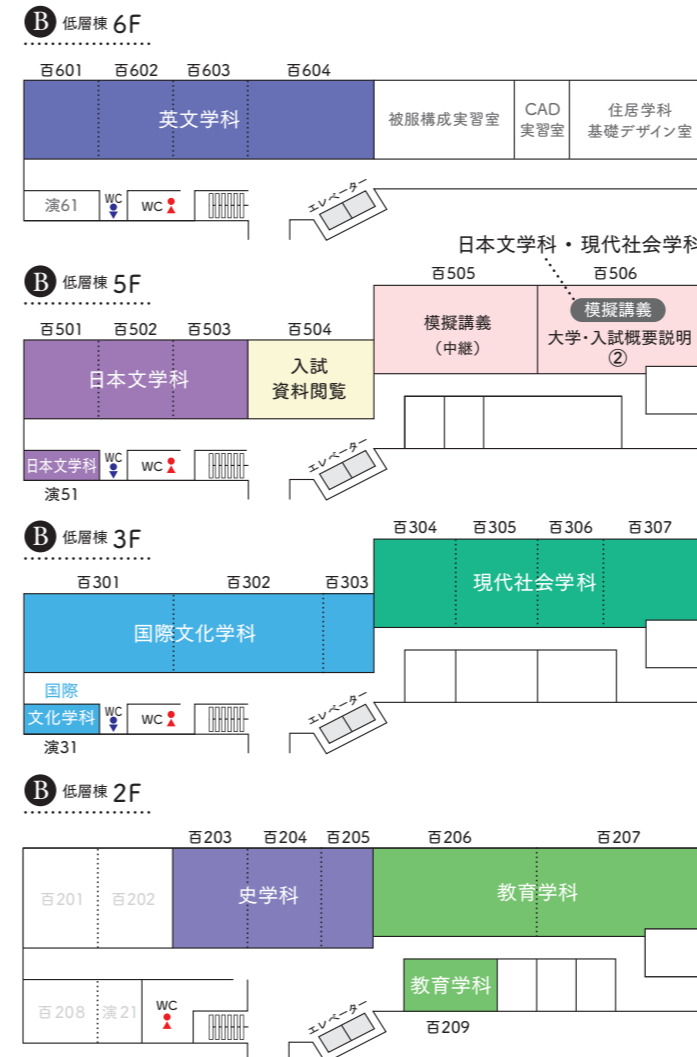 B 低層棟 6F
百601 百602 百603 百604
英文学科
被服構成実習室
CAD
実習室
住居学科
基礎デザイン室
演61
WC
WC
エレベーター
日本文学科・現代社会学科
B 低層棟 5F
百505 百506
模擬講義
(中継)
模擬講義
大学・入試概要説明
②
百501 百502 百503 百504
日本文学科
入試
資料閲覧
日本文学科
WC
WC
エレベーター
演51
B 低層棟 3F
百304 百305 百306 百307
現代社会学科
百301 百302 百303
国際文化学科
国際
文化学科
WC
WC
エレベーター
演31
B 低層棟 2F
百203 百204 百205 百206 百207
百201 百202
史学科
教育学科
教育学科
百208 演21
WC
エレベーター
百209